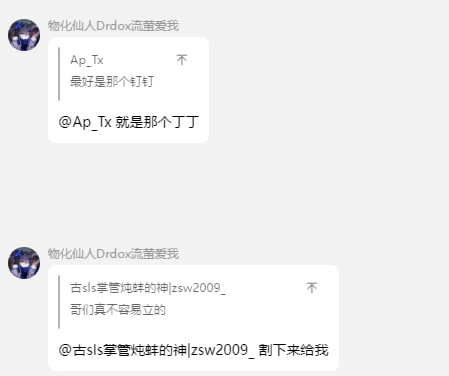 物化仙人Drdox流萤爱我
Ap_Tx
最好是那个钉钉
@Ap_Tx 就是那个丁丁
物化仙人Drdox流萤爱我
古sls掌管炖蚌的神|zsw2009_
哥们真不容易立的
@古sls掌管炖蚌的神|zsw2009_ 割下来给我